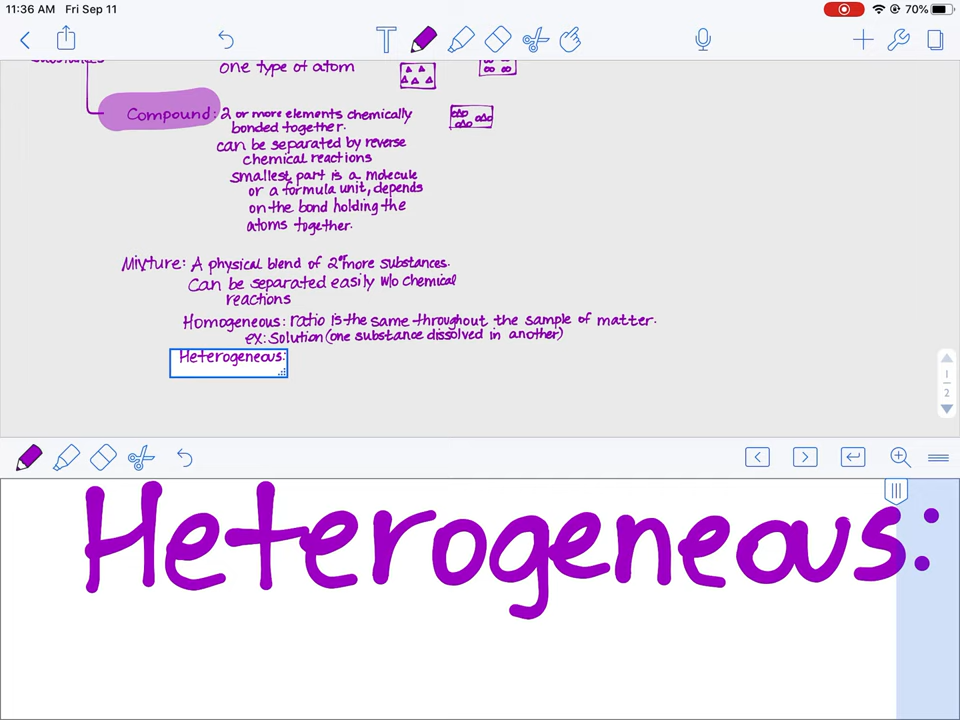 11:36 AM Fri Sep 11
70%
substances
one type of atom
Compound: 2 or more elements chemically
bonded together.
can be separated by reverse
chemical reactions
smallest part is a molecule
or a formula unit, depends
on the bond holding the
atoms together.
Mixture: A physical blend of 2 or more substances.
Can be separated easily w/o chemical
reactions
Homogeneous: ratio is the same throughout the sample of matter.
ex: Solution (one substance dissolved in another)
Heterogeneous:
1
2
Heterogeneous: